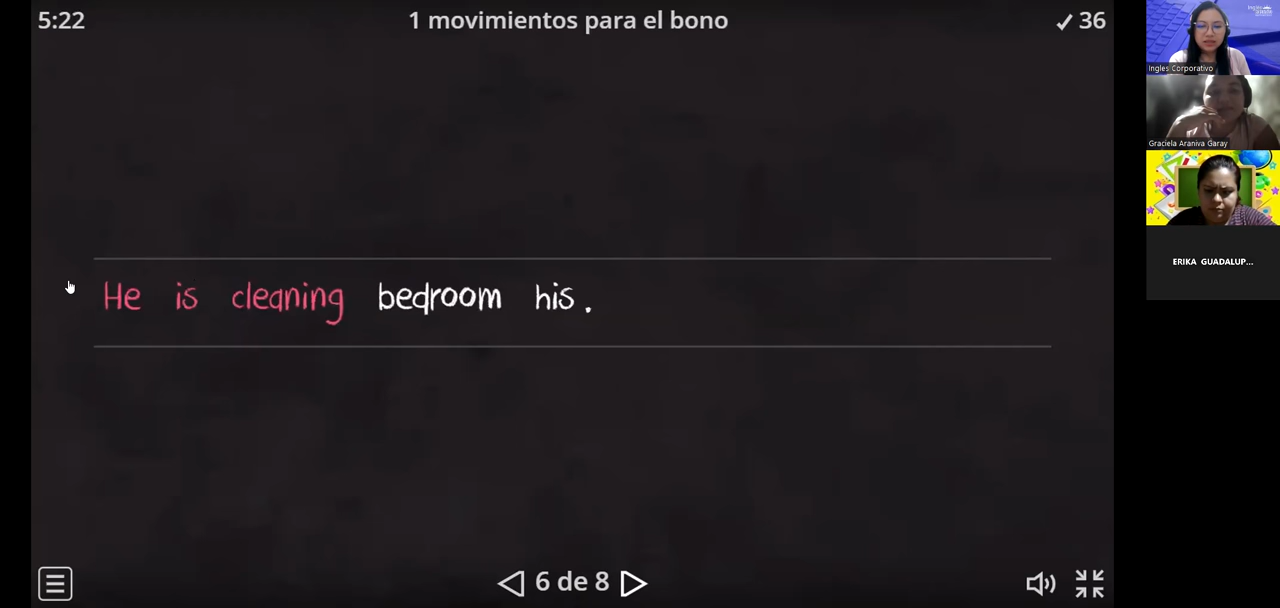 5:22 1 movimientos para el bono ✓ 36
Ingles Corporativo
Graciela Araniva Garay
ERIKA GUADALUP...
He is cleaning bedroom his.
6 de 8